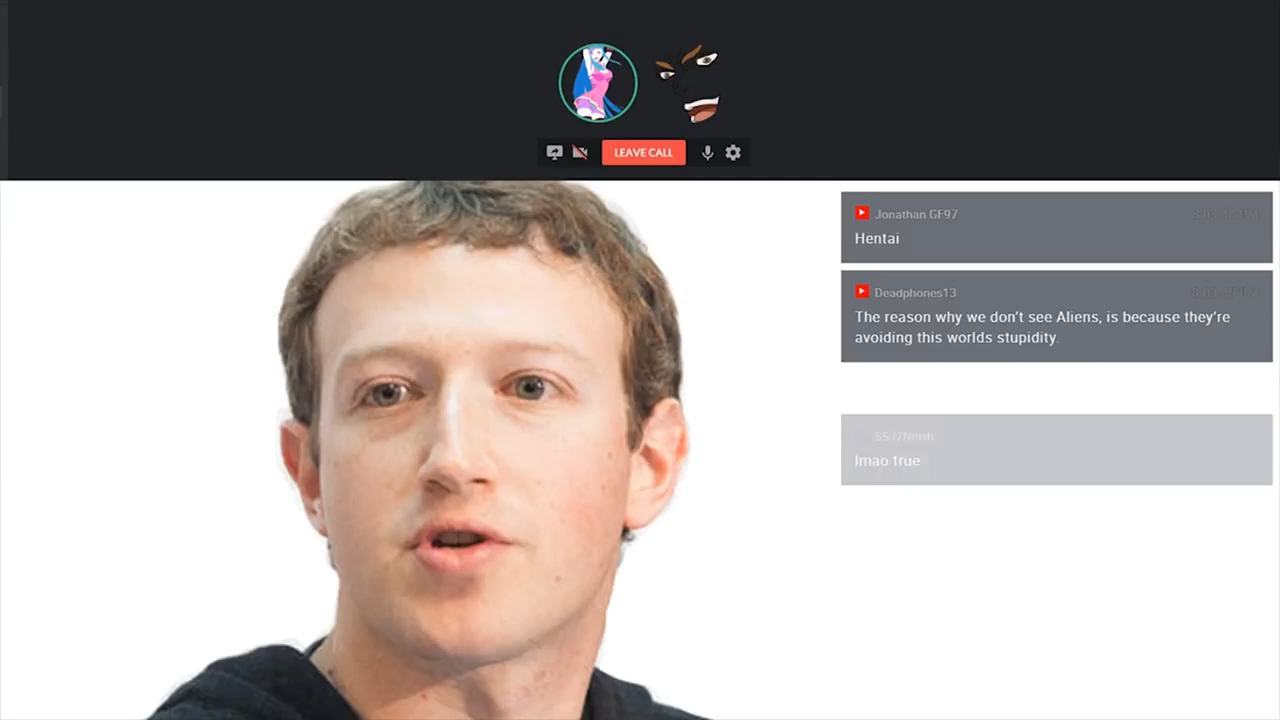 LEAVE CALL
Jonathan GF97
Hentai
Deadphones13
The reason why we don't see Aliens, is because they're
avoiding this worlds stupidity.
lmao true